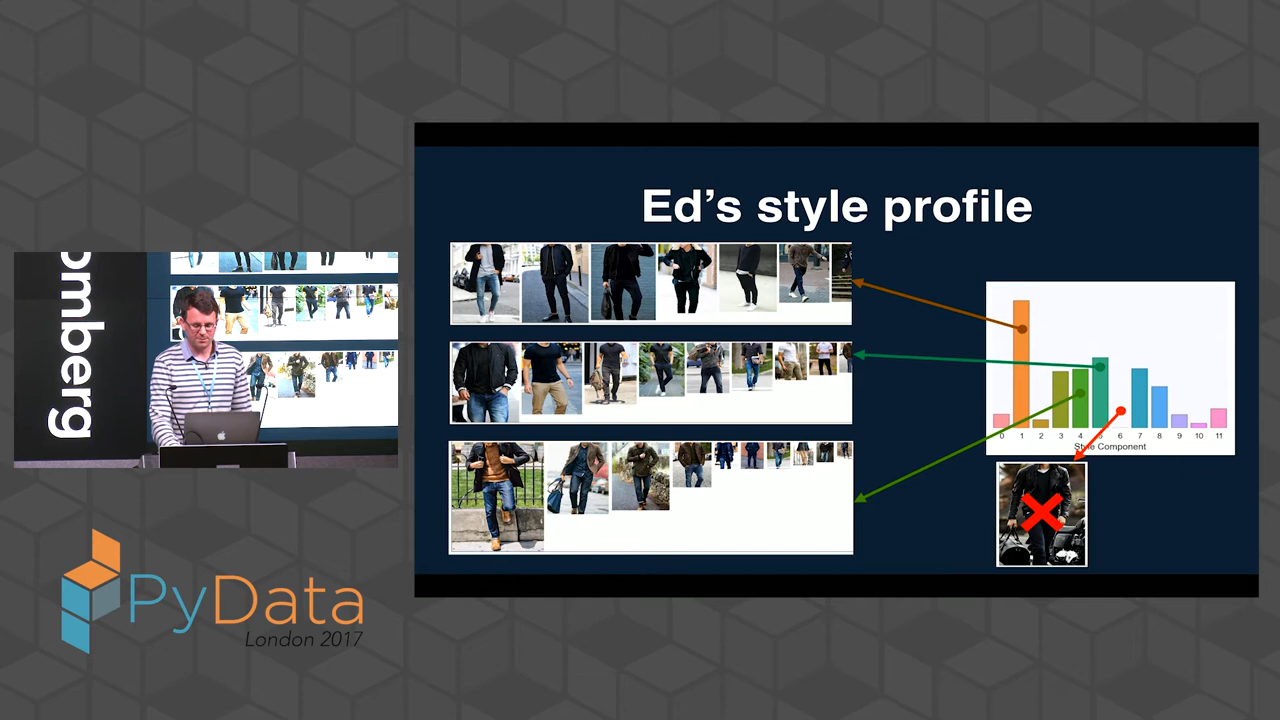 Ed's style profile
omberg
0 1 2 3 4 5 6 7 8 9 10 11
Style Component
PyData
London 2017